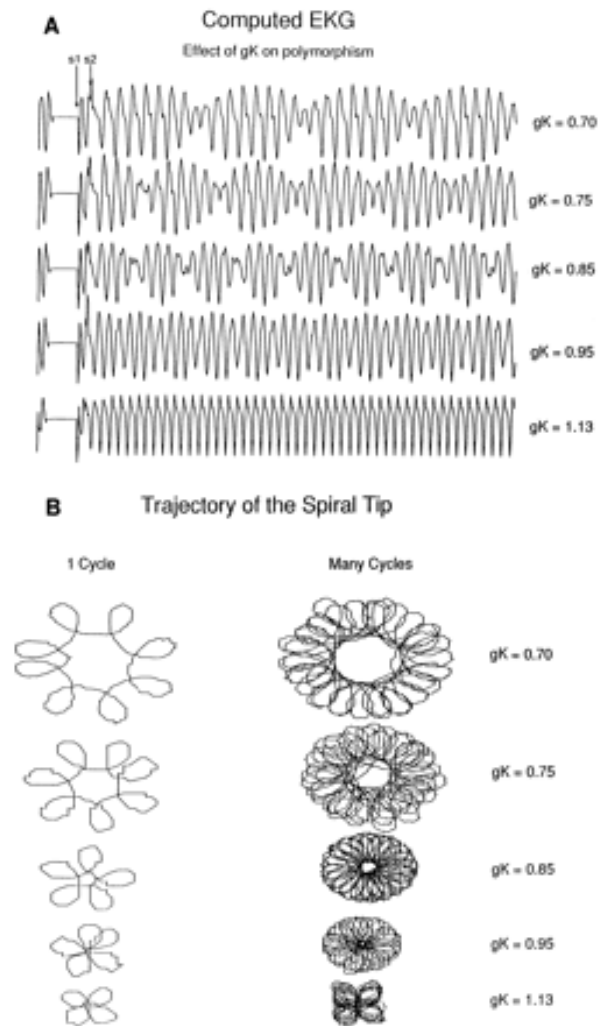 A
Computed EKG
Effect of gK on polymorphism
s1 s2
gK = 0.70
gK = 0.75
gK = 0.85
gK = 0.95
gK = 1.13
B
Trajectory of the Spiral Tip
1 Cycle
Many Cycles
gK = 0.70
gK = 0.75
gK = 0.85
gK = 0.95
gK = 1.13